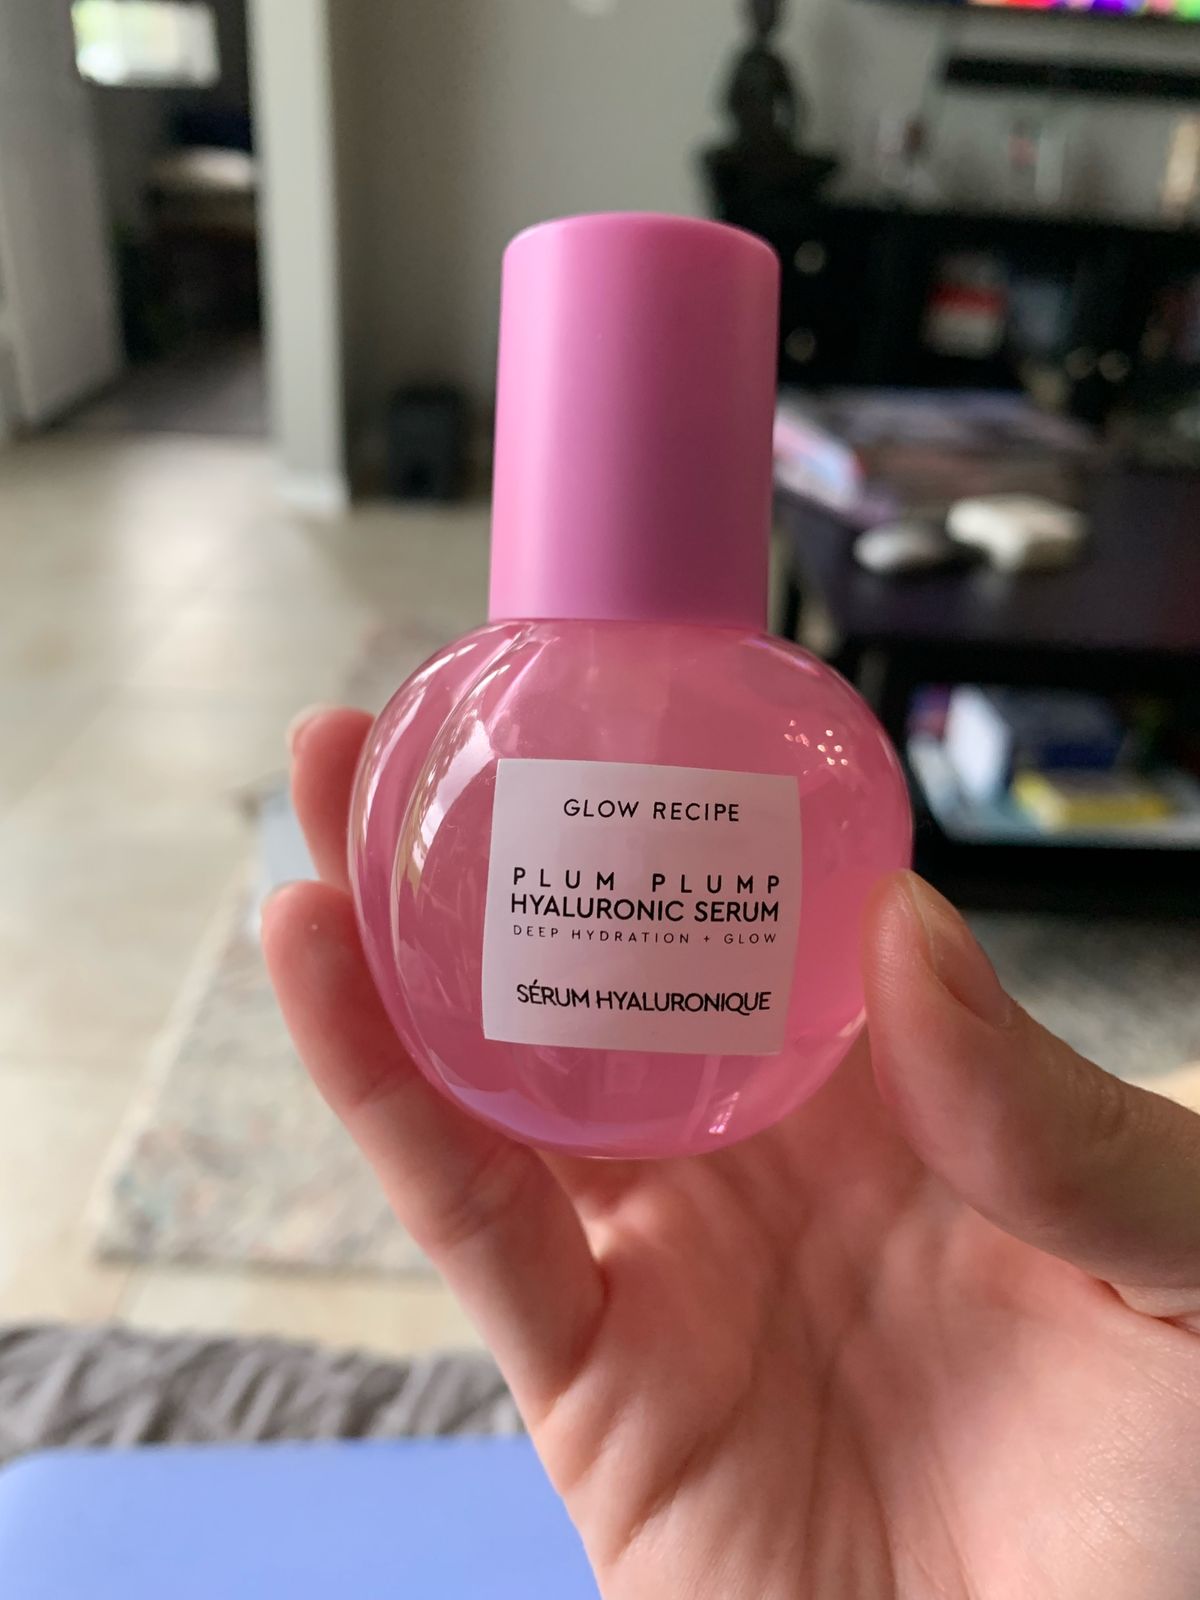 GLOW RECIPE
PLUM PLUMP
HYALURONIC SERUM
DEEP HYDRATION + GLOW
SÉRUM HYALURONIQUE